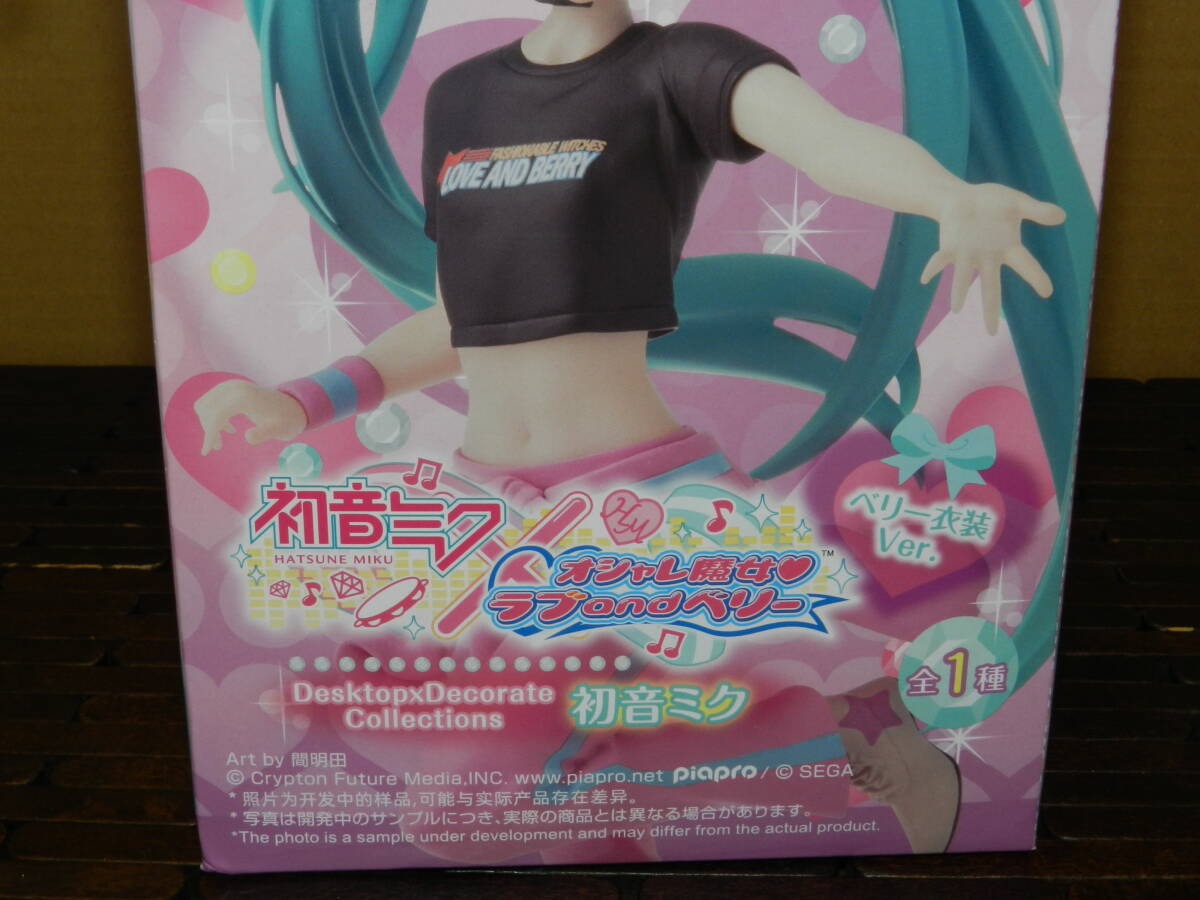 FASHIONABLE WITCHES
LOVE AND BERRY
初音ミク
HATSUNE MIKU
×
HM
オシャレ魔女♥
ラブandベリー™
ベリー衣装
Ver.
全1種
DesktopxDecorate
Collections
初音ミク
Art by 間明田
© Crypton Future Media,INC. www.piapro.net piapro / © SEGA
* 照片为开发中的样品,可能与实际产品存在差异。
* 写真は開発中のサンプルにつき、実際の商品とは異なる場合があります。
*The photo is a sample under development and may differ from the actual product.